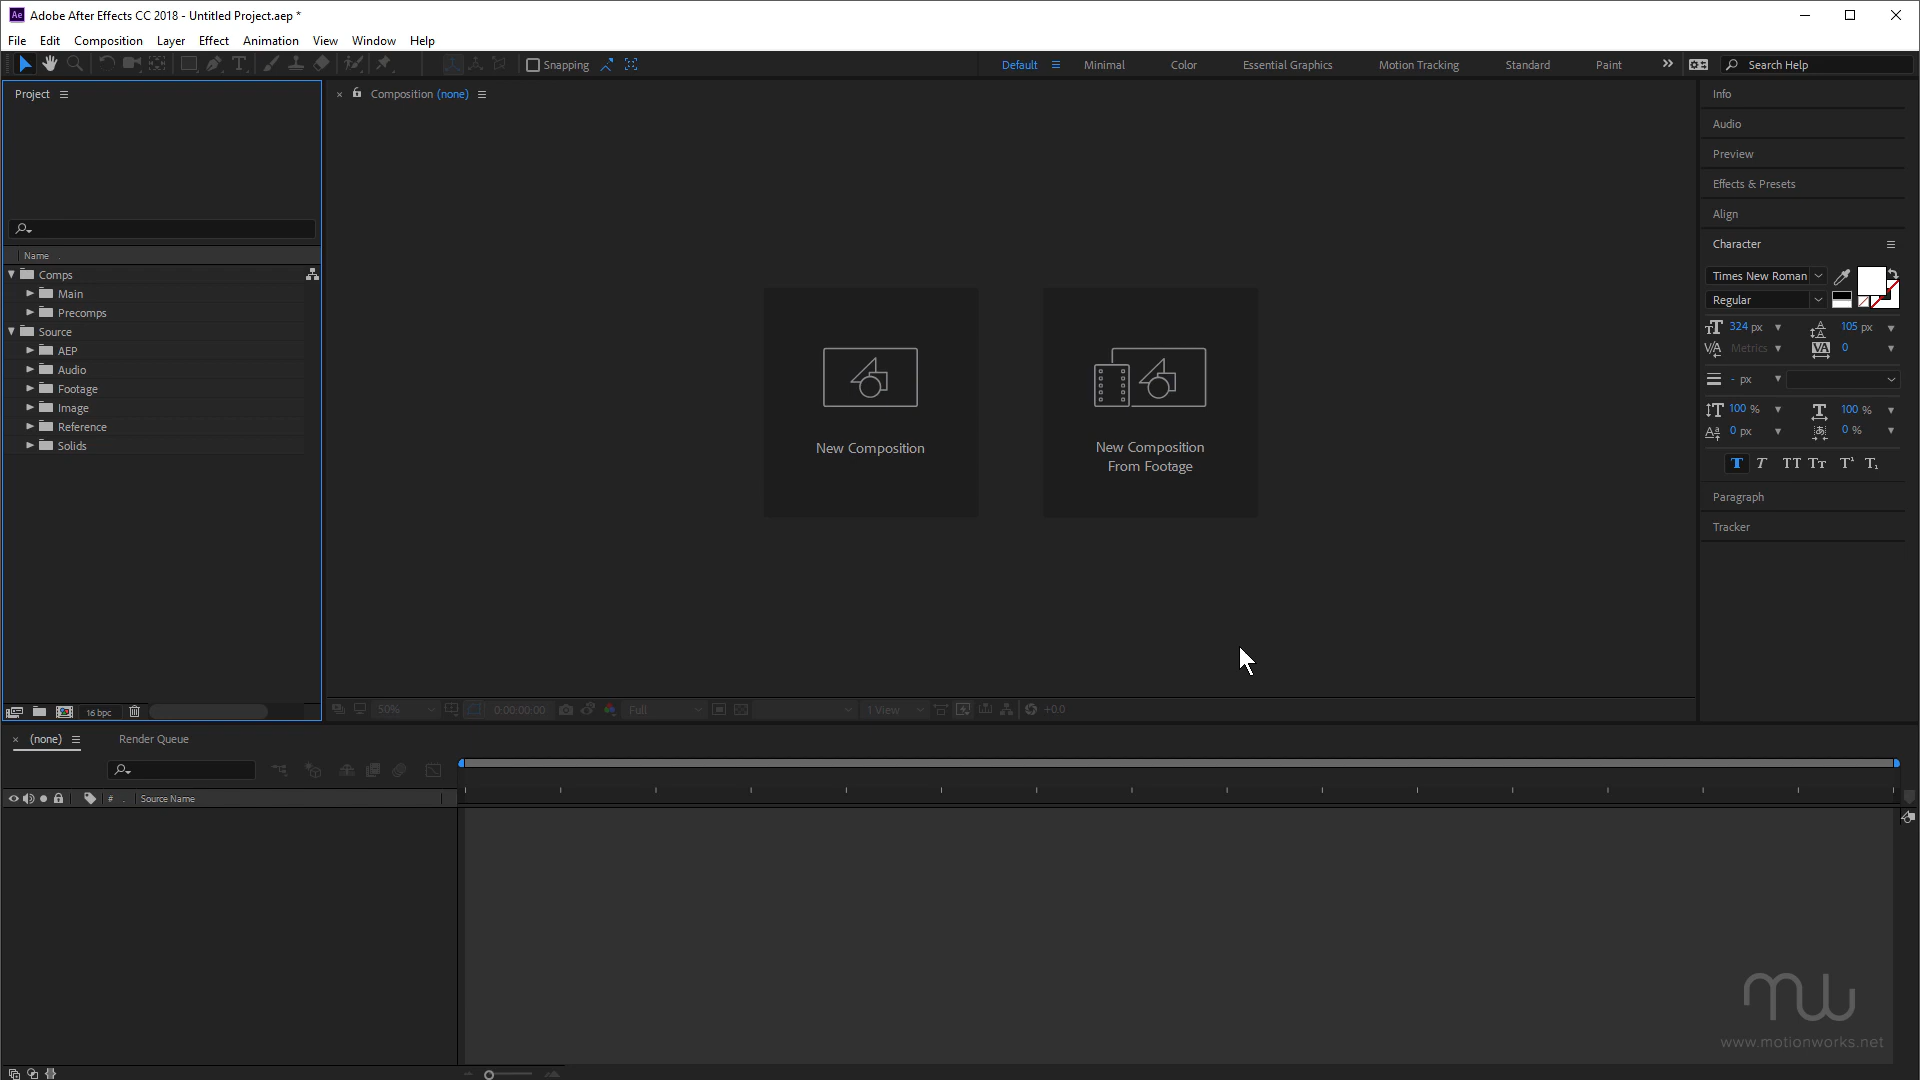 Adobe After Effects CC 2018 - Untitled Project.aep *
File Edit Composition Layer Effect Animation View Window Help
Snapping Default Minimal Color Essential Graphics Motion Tracking Standard Paint Search Help
Project
Composition (none)
Name
Comps
Main
Precomps
Source
AEP
Audio
Footage
Image
Reference
Solids
16 bpc
New Composition
New Composition
From Footage
50% 0:00:00:00 Full 1 View +0.0
Info
Audio
Preview
Effects & Presets
Align
Character
Times New Roman
Regular
324 px 105 px
Metrics 0
- px
100 % 100 %
0 px 0 %
Paragraph
Tracker
(none) Render Queue
# Source Name
mw
www.motionworks.net